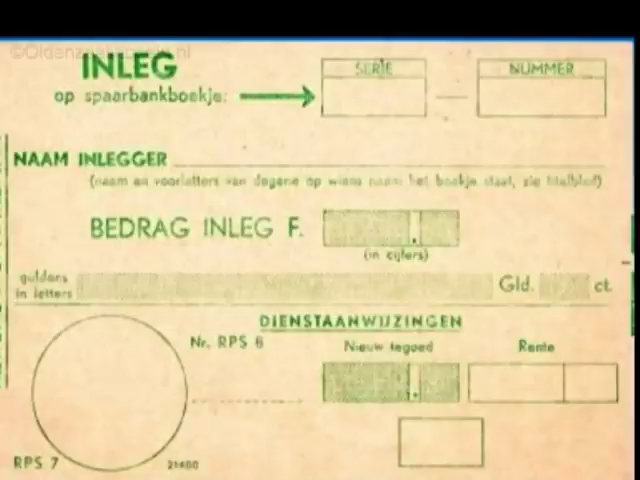 ©Oldenzaalsemedia.nl
INLEG
SERIE
NUMMER
op spaarbankboekje:
NAAM INLEGGER
(naam en voorletters van degene op wiens naam het boekje staat, zie titelblad)
BEDRAG INLEG F.
(in cijfers)
guldens
in letters
Gld.
ct.
DIENSTAANWIJZINGEN
Nr. RPS 6
Nieuw tegoed
Rente
RPS 7
21400